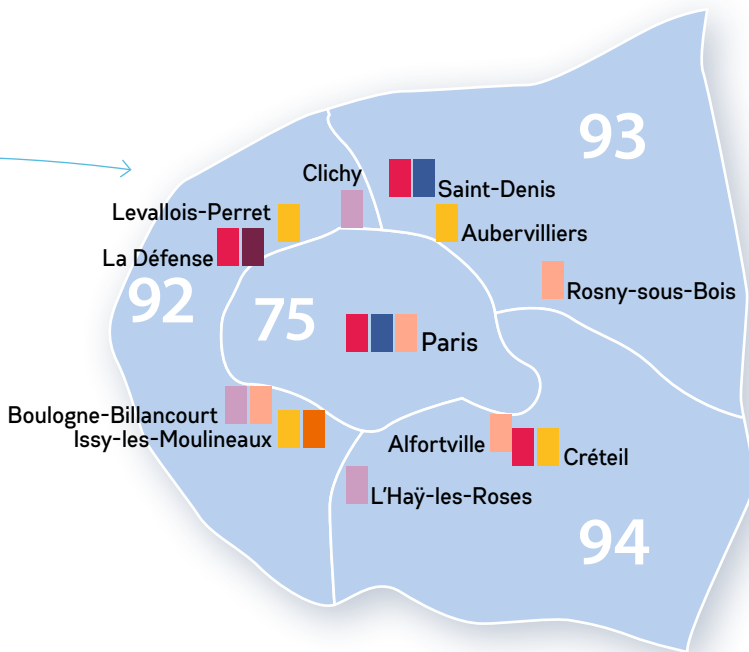 93
Clichy
Saint-Denis
Levallois-Perret
Aubervilliers
La Défense
Rosny-sous-Bois
92
75
Paris
Boulogne-Billancourt
Issy-les-Moulineaux
Alfortville
Créteil
L'Haÿ-les-Roses
94